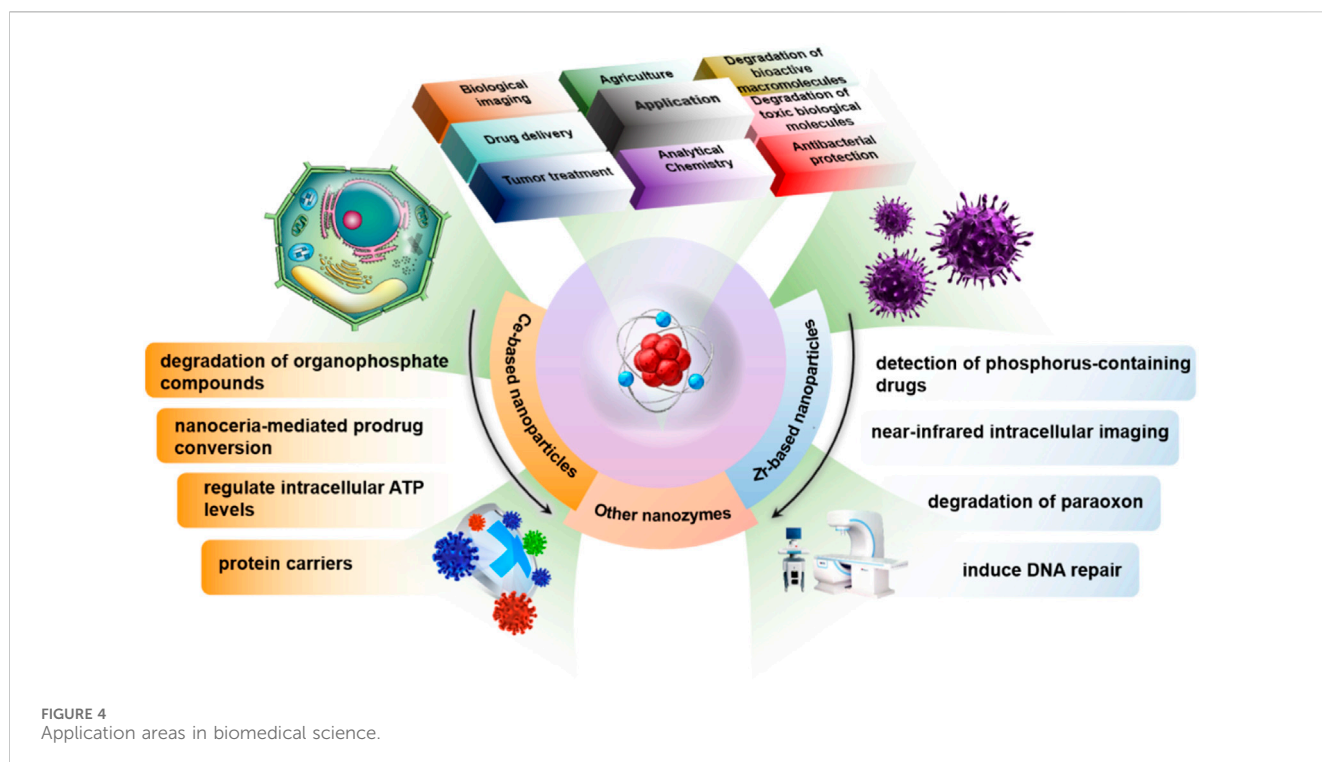 Biological
imaging
Agriculture
Degradation of
bioactive
macromolecules
Drug delivery
Application
Degradation of
toxic biological
molecules
Tumor treatment
Analytical
Chemistry
Antibacterial
protection
Ce-based nanoparticles
Zr-based nanoparticles
Other nanozymes
degradation of organophosphate
compounds
nanoceria-mediated prodrug
conversion
regulate intracellular ATP
levels
protein carriers
detection of phosphorus-containing
drugs
near-infrared intracellular imaging
degradation of paraoxon
induce DNA repair
FIGURE 4
Application areas in biomedical science.